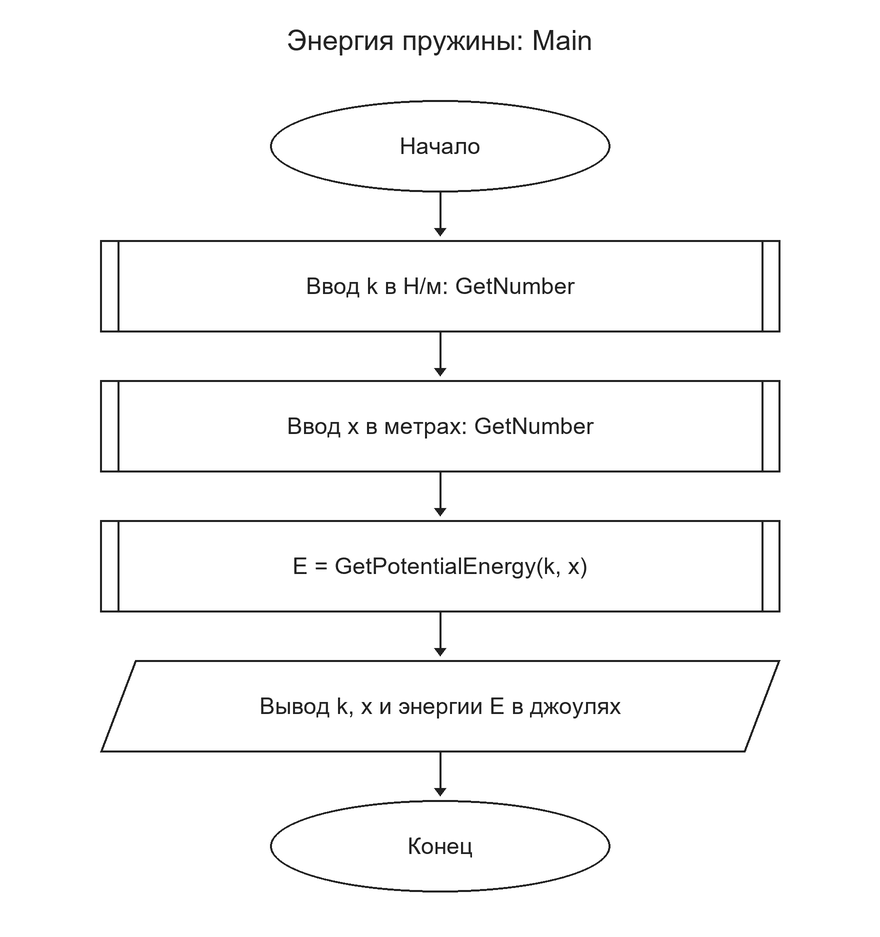 Энергия пружины: Main
Начало
Ввод k в Н/м: GetNumber
Ввод x в метрах: GetNumber
E = GetPotentialEnergy(k, x)
Вывод k, x и энергии E в джоулях
Конец